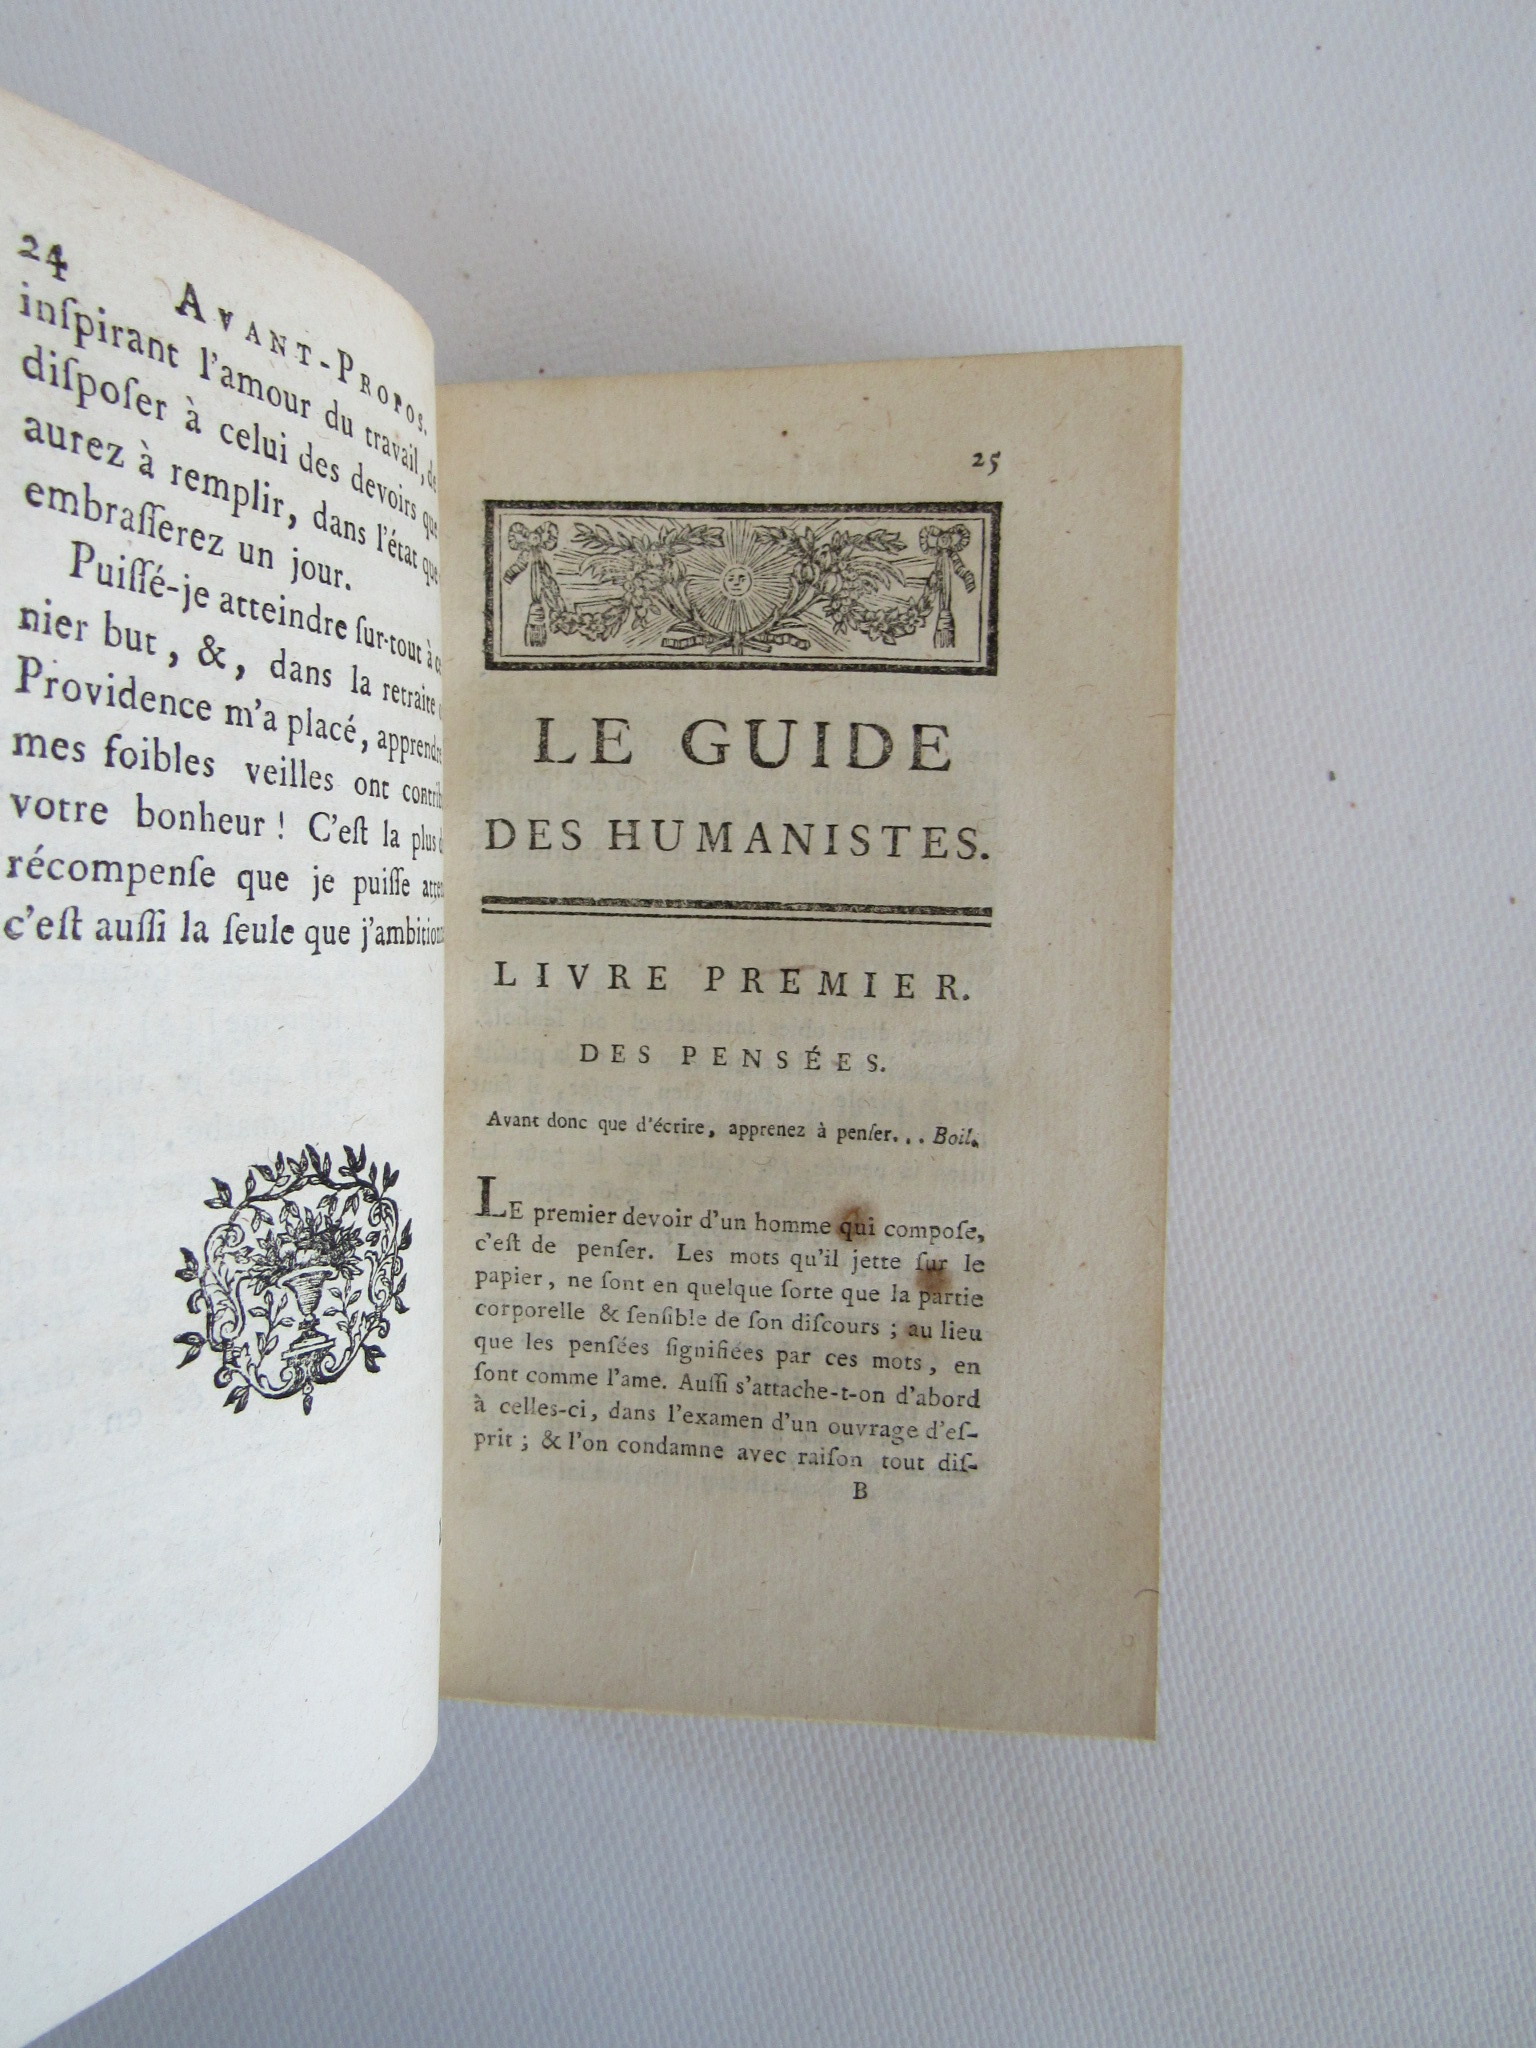 24 AVANT-PROPOS.
inſpirant l'amour du travail, de
diſpoſer à celui des devoirs que
aurez à remplir, dans l'état que
embraſſerez un jour.
Puiſſé-je atteindre ſur-tout à ce
nier but, &, dans la retraite
Providence m'a placé, apprendre
mes foibles veilles ont
votre bonheur! C'eſt la plus
récompenſe que je puiſſe
c'eſt auſſi la ſeule que
25
LE GUIDE
DES HUMANISTES.
LIVRE PREMIER.
DES PENSÉES.
Avant donc que d'écrire, apprenez à penſer... Boil.
LE premier devoir d'un homme qui compoſe,
c'eſt de penſer. Les mots qu'il jette ſur le
papier, ne ſont en quelque ſorte que la partie
corporelle & ſenſible de ſon diſcours; au lieu
que les penſées ſignifiées par ces mots, en
ſont comme l'ame. Auſſi s'attache-t-on d'abord
à celles-ci, dans l'examen d'un ouvrage d'eſ-
prit; & l'on condamne avec raiſon tout diſ-
B